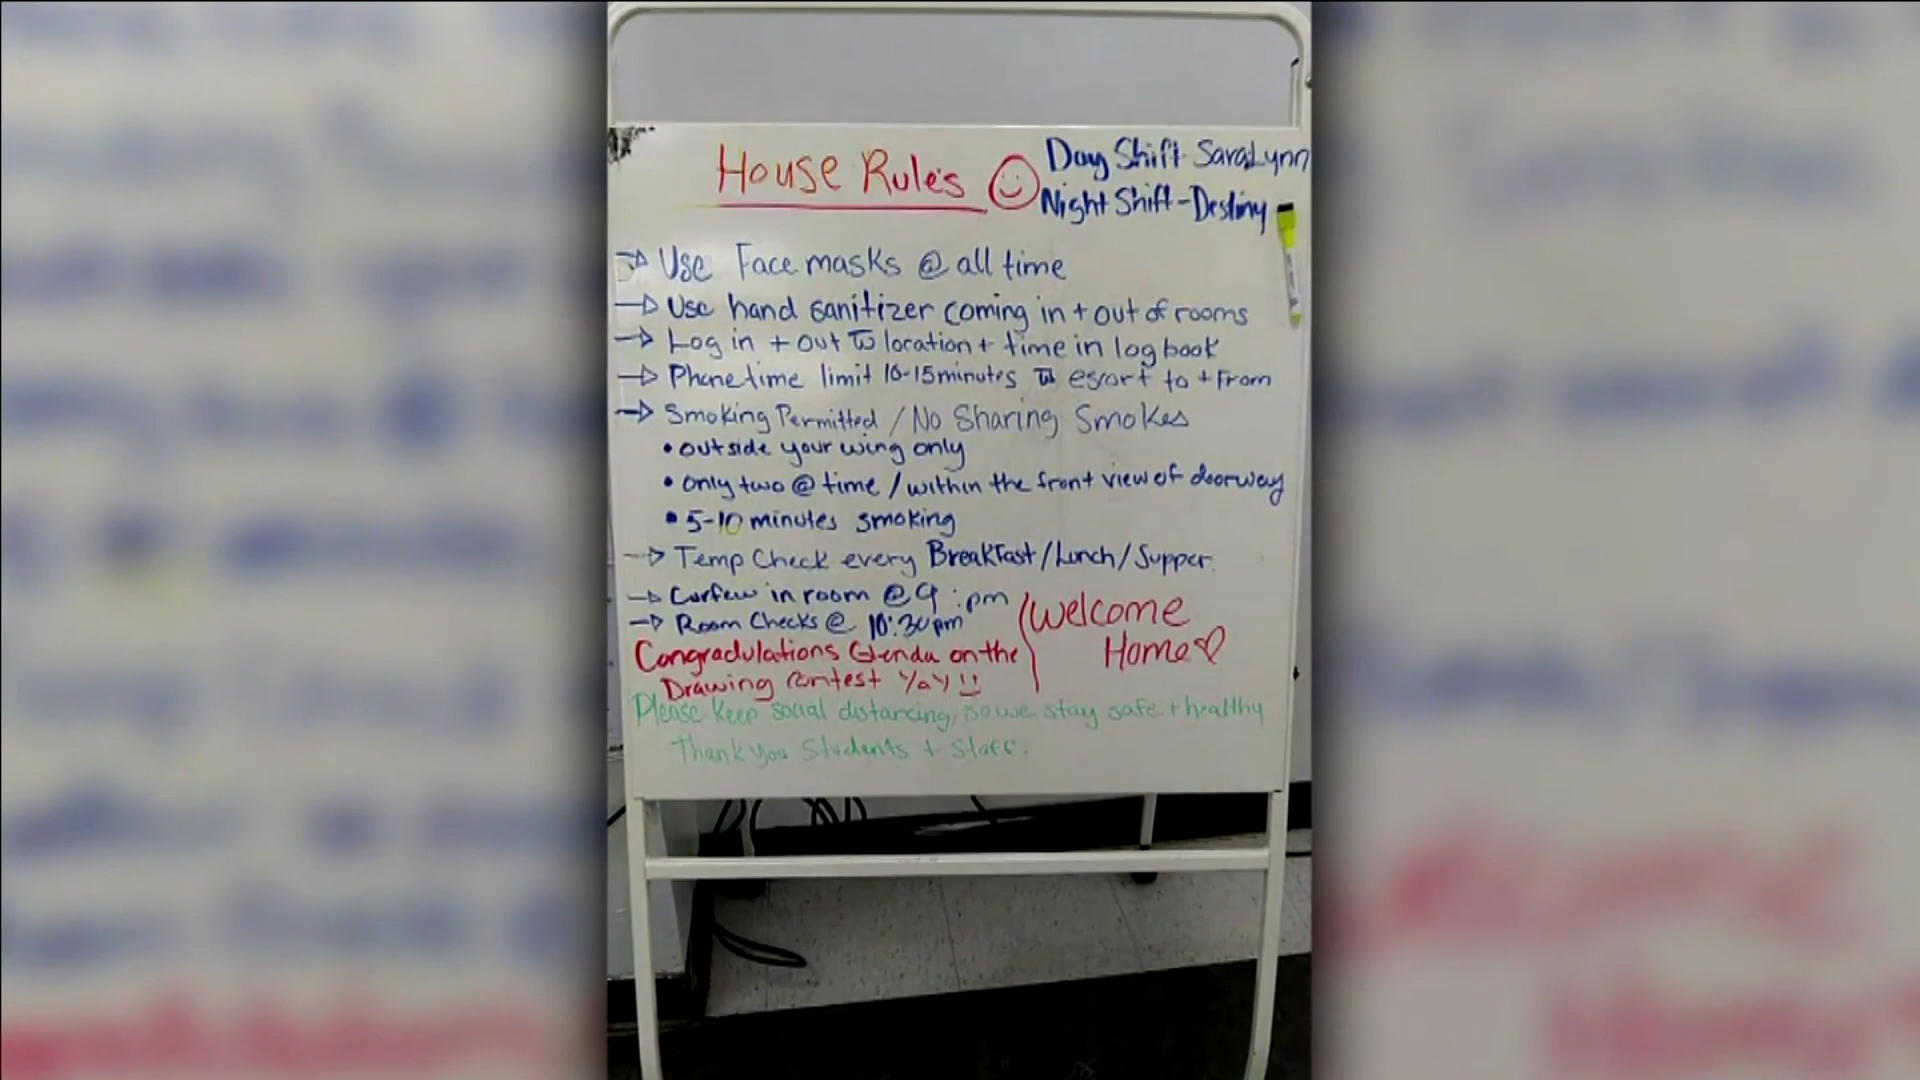 House Rules
Day Shift SaraLynn
Night Shift - Destiny
Use Face masks @ all time
Use hand sanitizer coming in + out of rooms
Log in + out location + time in log book
Phone time limit 10-15 minutes escort to + From
Smoking Permitted / No Sharing Smokes
• outside your wing only
• only two @ time / within the front view of doorway
• 5-10 minutes smoking
Temp Check every Breakfast / Lunch / Supper.
Curfew in room @ 9 : pm
Room Checks @ 10:30 pm
Welcome
Home
Congradulations Glenda on the
Drawing Contest YaY
Please Keep social distancing, so we stay safe + healthy
Thank you Students + Staff.